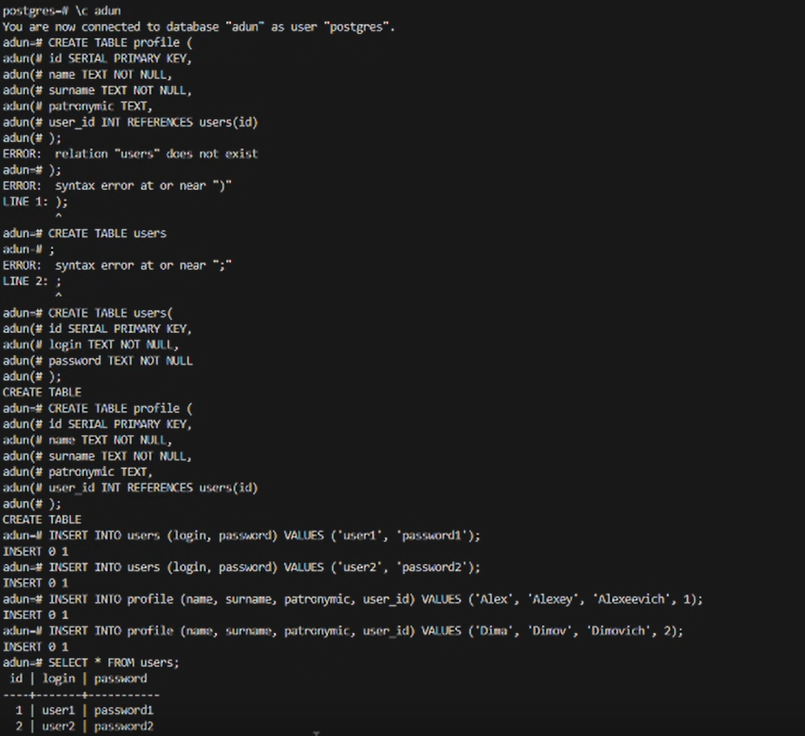 postgres=# \c adun
You are now connected to database "adun" as user "postgres".
adun=# CREATE TABLE profile (
adun(# id SERIAL PRIMARY KEY,
adun(# name TEXT NOT NULL,
adun(# surname TEXT NOT NULL,
adun(# patronymic TEXT,
adun(# user_id INT REFERENCES users(id)
adun(# );
ERROR:  relation "users" does not exist
adun=# );
ERROR:  syntax error at or near ")"
LINE 1: );
        ^
adun=# CREATE TABLE users
adun-# ;
ERROR:  syntax error at or near ";"
LINE 2: ;
        ^
adun=# CREATE TABLE users(
adun(# id SERIAL PRIMARY KEY,
adun(# login TEXT NOT NULL,
adun(# password TEXT NOT NULL
adun(# );
CREATE TABLE
adun=# CREATE TABLE profile (
adun(# id SERIAL PRIMARY KEY,
adun(# name TEXT NOT NULL,
adun(# surname TEXT NOT NULL,
adun(# patronymic TEXT,
adun(# user_id INT REFERENCES users(id)
adun(# );
CREATE TABLE
adun=# INSERT INTO users (login, password) VALUES ('user1', 'password1');
INSERT 0 1
adun=# INSERT INTO users (login, password) VALUES ('user2', 'password2');
INSERT 0 1
adun=# INSERT INTO profile (name, surname, patronymic, user_id) VALUES ('Alex', 'Alexey', 'Alexeevich', 1);
INSERT 0 1
adun=# INSERT INTO profile (name, surname, patronymic, user_id) VALUES ('Dima', 'Dimov', 'Dimovich', 2);
INSERT 0 1
adun=# SELECT * FROM users;
 id | login | password
----+-------+-----------
  1 | user1 | password1
  2 | user2 | password2